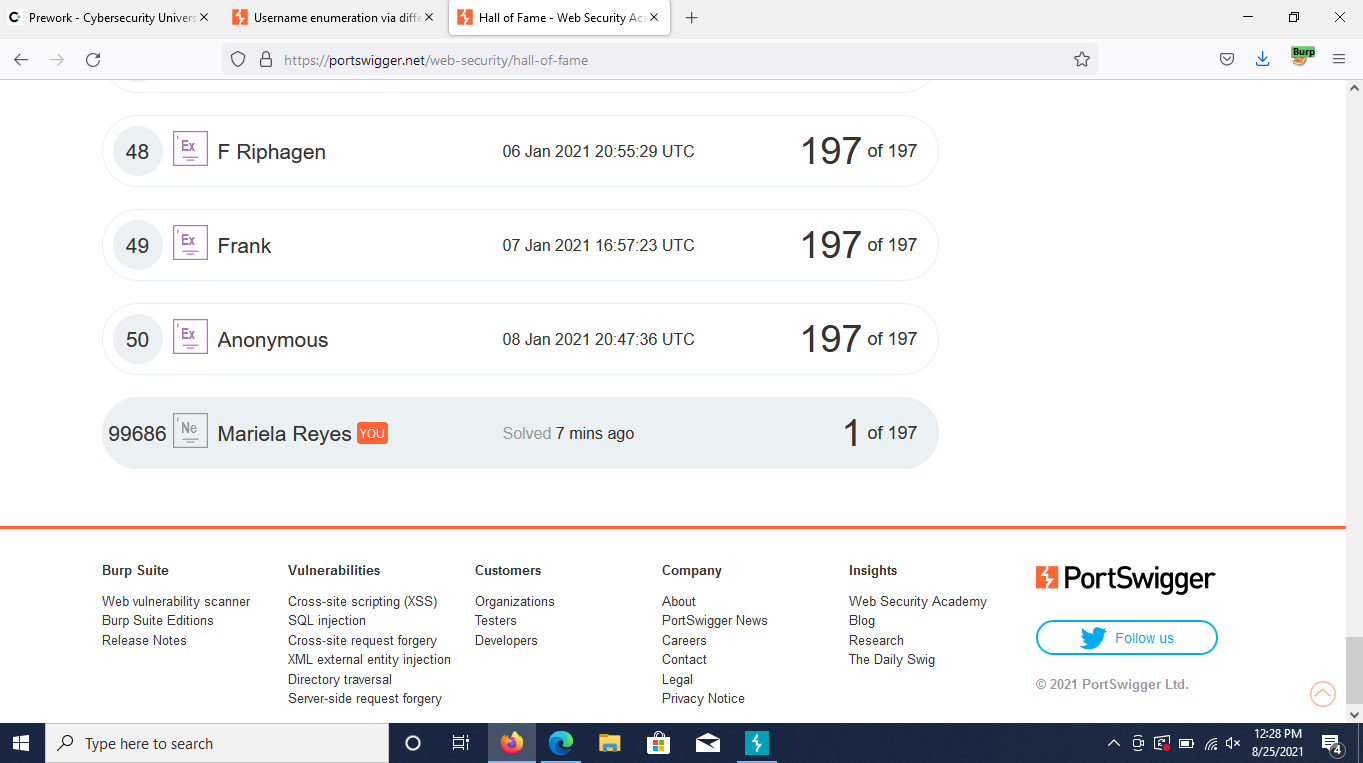 Prework - Cybersecurity Univers
Username enumeration via diffe
Hall of Fame - Web Security Aca
https://portswigger.net/web-security/hall-of-fame
Burp
48 'Ex F Riphagen 06 Jan 2021 20:55:29 UTC 197 of 197
49 'Ex Frank 07 Jan 2021 16:57:23 UTC 197 of 197
50 'Ex Anonymous 08 Jan 2021 20:47:36 UTC 197 of 197
99686 'Ne Mariela Reyes YOU Solved 7 mins ago 1 of 197
Burp Suite
Web vulnerability scanner
Burp Suite Editions
Release Notes
Vulnerabilities
Cross-site scripting (XSS)
SQL injection
Cross-site request forgery
XML external entity injection
Directory traversal
Server-side request forgery
Customers
Organizations
Testers
Developers
Company
About
PortSwigger News
Careers
Contact
Legal
Privacy Notice
Insights
Web Security Academy
Blog
Research
The Daily Swig
PortSwigger
Follow us
© 2021 PortSwigger Ltd.
Type here to search
12:28 PM
8/25/2021
4